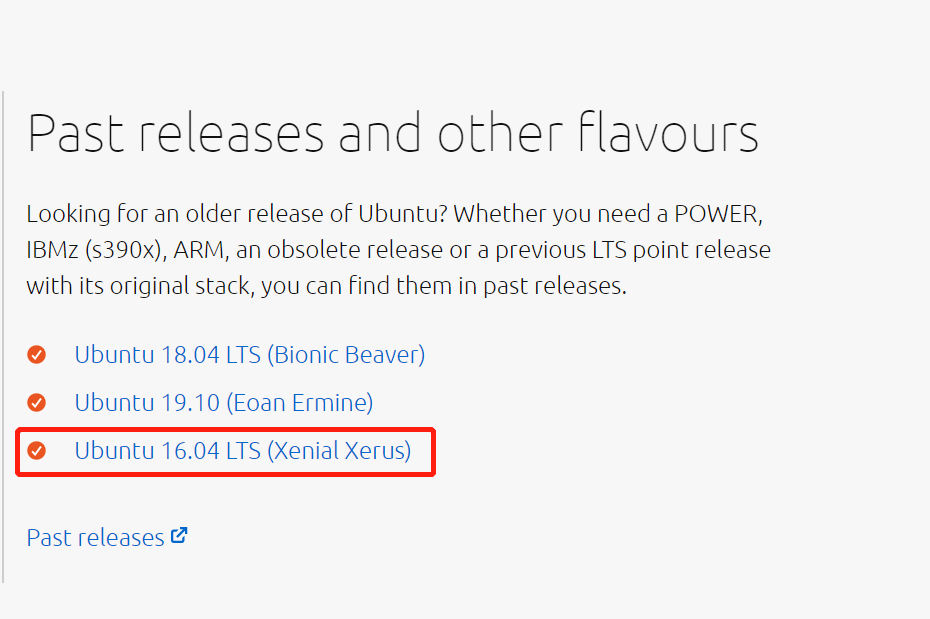 Past releases and other flavours
Looking for an older release of Ubuntu? Whether you need a POWER,
IBMz (s390x), ARM, an obsolete release or a previous LTS point release
with its original stack, you can find them in past releases.
Ubuntu 18.04 LTS (Bionic Beaver)
Ubuntu 19.10 (Eoan Ermine)
Ubuntu 16.04 LTS (Xenial Xerus)
Past releases